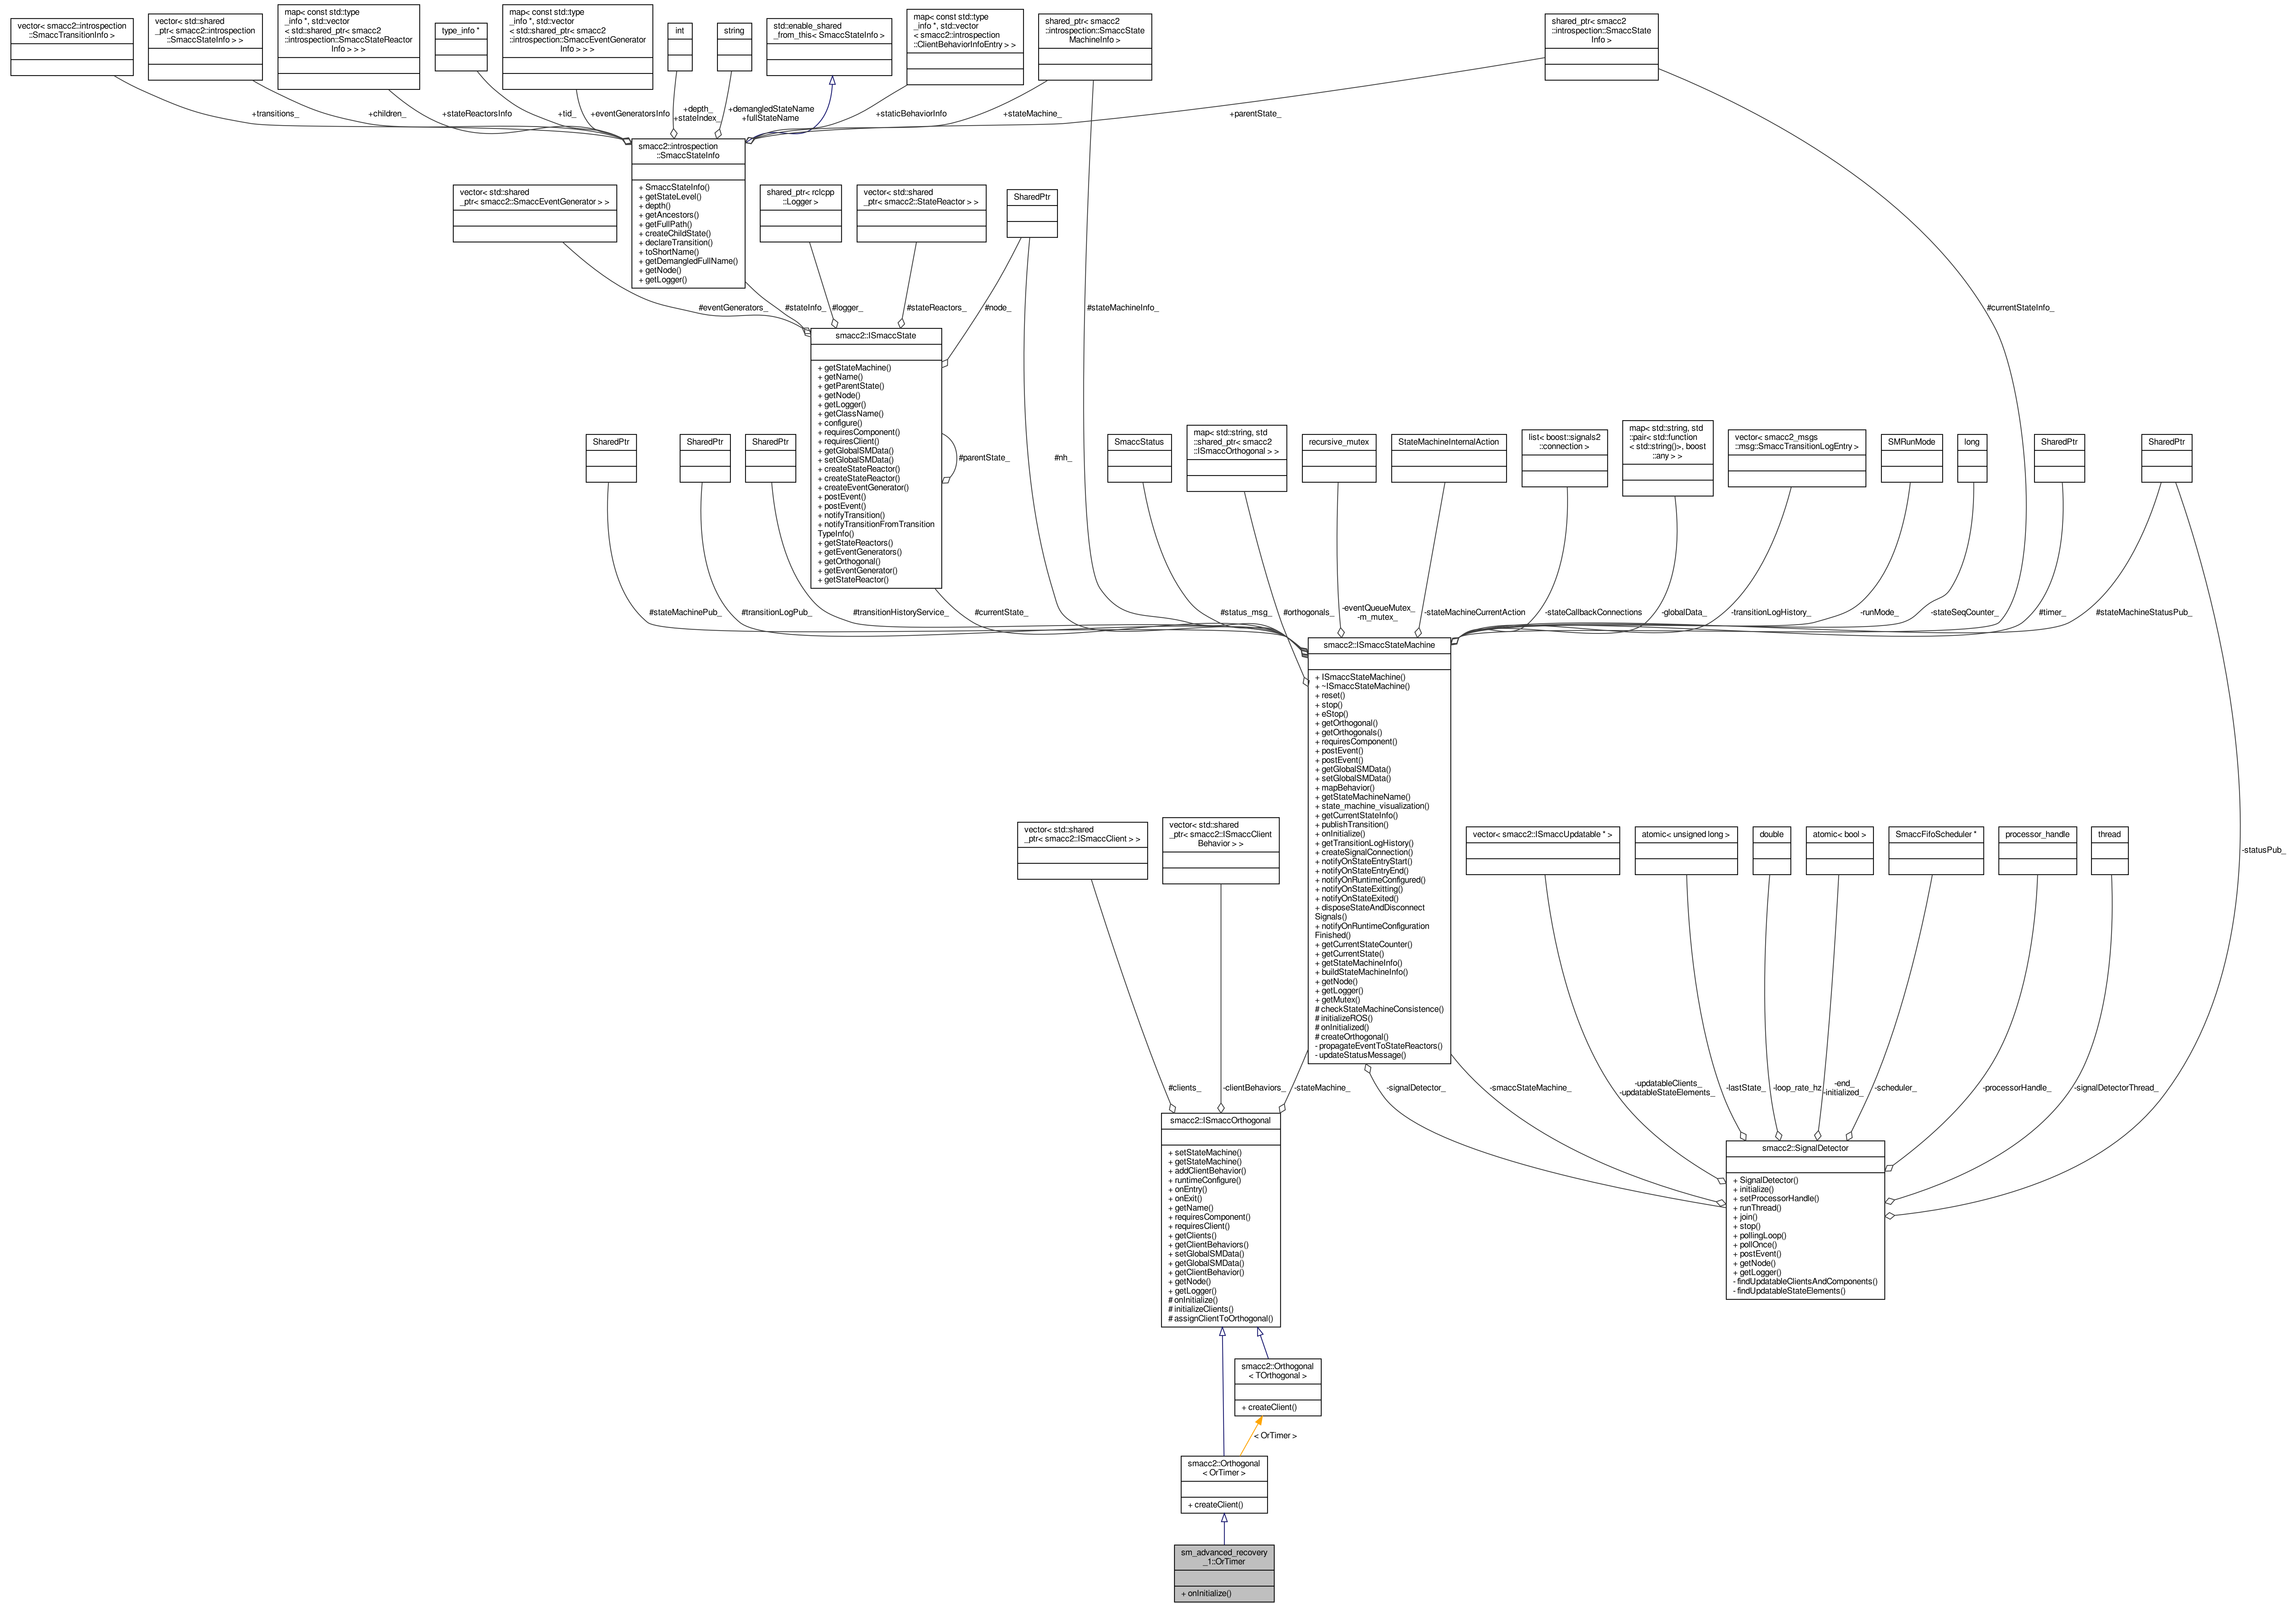 vector< smacc2::introspection
::SmaccTransitionInfo >
vector< std::shared
_ptr< smacc2::introspection
::SmaccStateInfo > >
map< const std::type
_info *, std::vector
< std::shared_ptr< smacc2
::introspection::SmaccStateReactor
Info > > >
type_info *
map< const std::type
_info *, std::vector
< std::shared_ptr< smacc2
::introspection::SmaccEventGenerator
Info > > >
int
string
std::enable_shared
_from_this< SmaccStateInfo >
map< const std::type
_info *, std::vector
< smacc2::introspection
::ClientBehaviorInfoEntry > >
shared_ptr< smacc2
::introspection::SmaccState
MachineInfo >
shared_ptr< smacc2
::introspection::SmaccState
Info >
+transitions_
+children_
+stateReactorsInfo
+tid_
+eventGeneratorsInfo
+depth_
+stateIndex_
+demangledStateName
+fullStateName
+staticBehaviorInfo
+stateMachine_
+parentState_
smacc2::introspection
::SmaccStateInfo
+ SmaccStateInfo()
+ getStateLevel()
+ depth()
+ getAncestors()
+ getFullPath()
+ createChildState()
+ declareTransition()
+ toShortName()
+ getDemangledFullName()
+ getNode()
+ getLogger()
vector< std::shared
_ptr< smacc2::SmaccEventGenerator > >
shared_ptr< rclcpp
::Logger >
vector< std::shared
_ptr< smacc2::StateReactor > >
SharedPtr
#eventGenerators_
#stateInfo_
#logger_
#stateReactors_
#node_
#stateMachineInfo_
#currentStateInfo_
smacc2::ISmaccState
+ getStateMachine()
+ getName()
+ getParentState()
+ getNode()
+ getLogger()
+ getClassName()
+ configure()
+ requiresComponent()
+ requiresClient()
+ getGlobalSMData()
+ setGlobalSMData()
+ createStateReactor()
+ createStateReactor()
+ createEventGenerator()
+ postEvent()
+ postEvent()
+ notifyTransition()
+ notifyTransitionFromTransition
TypeInfo()
+ getStateReactors()
+ getEventGenerators()
+ getOrthogonal()
+ getEventGenerator()
+ getStateReactor()
#parentState_
#nh_
SharedPtr
SharedPtr
SharedPtr
SmaccStatus
map< std::string, std
::shared_ptr< smacc2
::ISmaccOrthogonal > >
recursive_mutex
StateMachineInternalAction
list< boost::signals2
::connection >
map< std::string, std
::pair< std::function
< std::string()>, boost
::any > >
vector< smacc2_msgs
::msg::SmaccTransitionLogEntry >
SMRunMode
long
SharedPtr
SharedPtr
#stateMachinePub_
#transitionLogPub_
#transitionHistoryService_
#currentState_
#status_msg_
#orthogonals_
-eventQueueMutex_
-m_mutex_
-stateMachineCurrentAction
-stateCallbackConnections
-globalData_
-transitionLogHistory_
-runMode_
-stateSeqCounter_
#timer_
#stateMachineStatusPub_
smacc2::ISmaccStateMachine
+ ISmaccStateMachine()
+ ~ISmaccStateMachine()
+ reset()
+ stop()
+ eStop()
+ getOrthogonal()
+ getOrthogonals()
+ requiresComponent()
+ postEvent()
+ postEvent()
+ getGlobalSMData()
+ setGlobalSMData()
+ mapBehavior()
+ getStateMachineName()
+ state_machine_visualization()
+ getCurrentStateInfo()
+ publishTransition()
+ onInitialize()
+ getTransitionLogHistory()
+ createSignalConnection()
+ notifyOnStateEntryStart()
+ notifyOnStateEntryEnd()
+ notifyOnRuntimeConfigured()
+ notifyOnStateExitting()
+ notifyOnStateExited()
+ disposeStateAndDisconnect
Signals()
+ notifyOnRuntimeConfiguration
Finished()
+ getCurrentStateCounter()
+ getCurrentState()
+ getStateMachineInfo()
+ buildStateMachineInfo()
+ getNode()
+ getLogger()
+ getMutex()
# checkStateMachineConsistence()
# initializeROS()
# onInitialized()
# createOrthogonal()
- propagateEventToStateReactors()
- updateStatusMessage()
vector< std::shared
_ptr< smacc2::ISmaccClient > >
vector< std::shared
_ptr< smacc2::ISmaccClient
Behavior > >
vector< smacc2::ISmaccUpdatable * >
atomic< unsigned long >
double
atomic< bool >
SmaccFifoScheduler *
processor_handle
thread
-statusPub_
#clients_
-clientBehaviors_
-stateMachine_
-signalDetector_
-smaccStateMachine_
-updatableClients_
-updatableStateElements_
-lastState_
-loop_rate_hz
-end_
-initialized_
-scheduler_
-processorHandle_
-signalDetectorThread_
smacc2::ISmaccOrthogonal
+ setStateMachine()
+ getStateMachine()
+ addClientBehavior()
+ runtimeConfigure()
+ onEntry()
+ onExit()
+ getName()
+ requiresComponent()
+ requiresClient()
+ getClients()
+ getClientBehaviors()
+ setGlobalSMData()
+ getGlobalSMData()
+ getClientBehavior()
+ getNode()
+ getLogger()
# onInitialize()
# initializeClients()
# assignClientToOrthogonal()
smacc2::SignalDetector
+ SignalDetector()
+ initialize()
+ setProcessorHandle()
+ runThread()
+ join()
+ stop()
+ pollingLoop()
+ pollOnce()
+ postEvent()
+ getNode()
+ getLogger()
- findUpdatableClientsAndComponents()
- findUpdatableStateElements()
smacc2::Orthogonal
< TOrthogonal >
+ createClient()
< OrTimer >
smacc2::Orthogonal
< OrTimer >
+ createClient()
sm_advanced_recovery
_1::OrTimer
+ onInitialize()